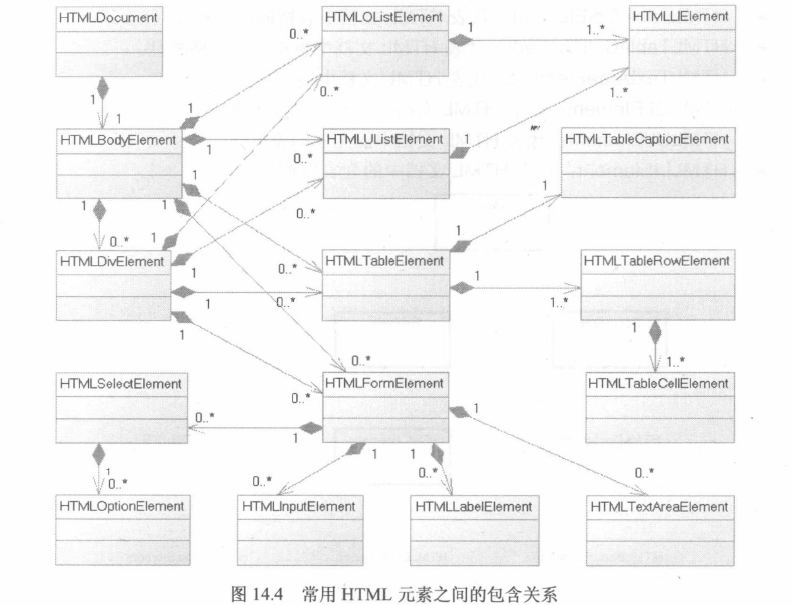 HTMLDocument
HTMLOListElement
HTMLLIElement
0..*
1
1..*
1
1
0..*
1..*
1
1
HTMLBodyElement
HTMLUListElement
HTMLTableCaptionElement
1
1
0..*
1
1
1
0..*
1
0..*
1
HTMLDivElement
HTMLTableElement
HTMLTableRowElement
1
0..*
1
1
0..*
1..*
1
1
1..*
0..*
HTMLSelectElement
HTMLFormElement
HTMLTableCellElement
0..*
0..*
1
1
1
0..*
1
1
0..*
0..*
0..*
HTMLOptionElement
HTMLInputElement
HTMLLabelElement
HTMLTextAreaElement
图 14.4 常用 HTML 元素之间的包含关系